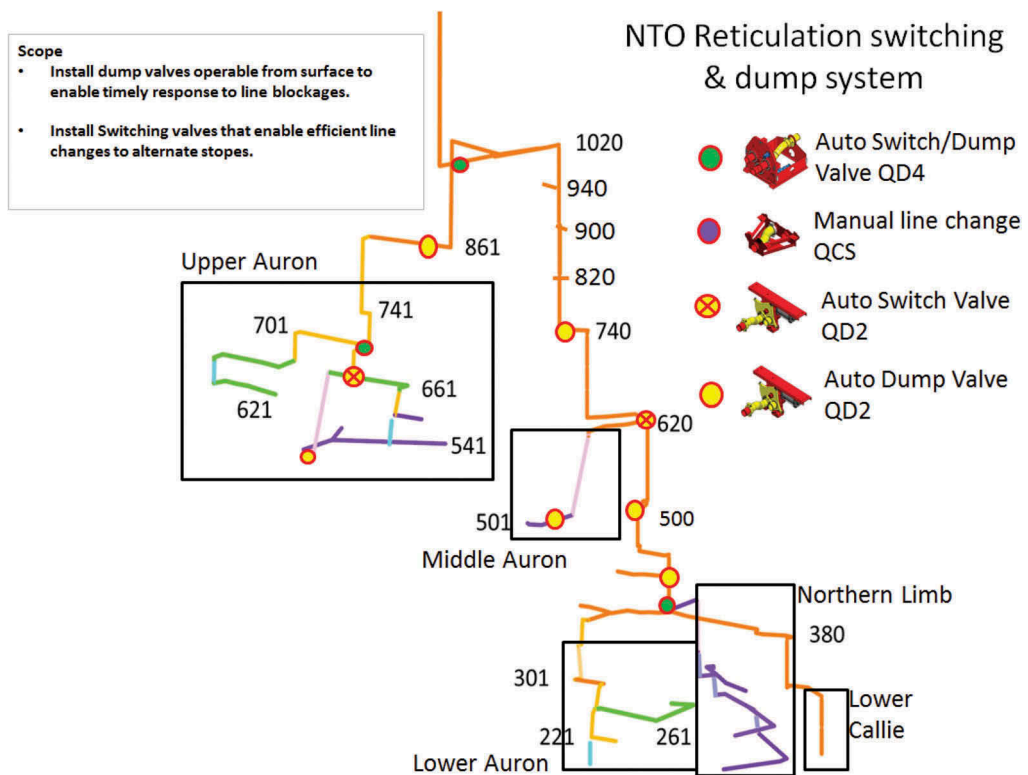 NTO Reticulation switching
& dump system
Scope
• Install dump valves operable from surface to
enable timely response to line blockages.
• Install Switching valves that enable efficient line
changes to alternate stopes.
Auto Switch/Dump
Valve QD4
Manual line change
QCS
Auto Switch Valve
QD2
Auto Dump Valve
QD2
1020
940
900
820
861
740
Upper Auron
741
701
661
621
541
620
501
500
Middle Auron
Northern Limb
380
301
221
261
Lower Auron
Lower
Callie